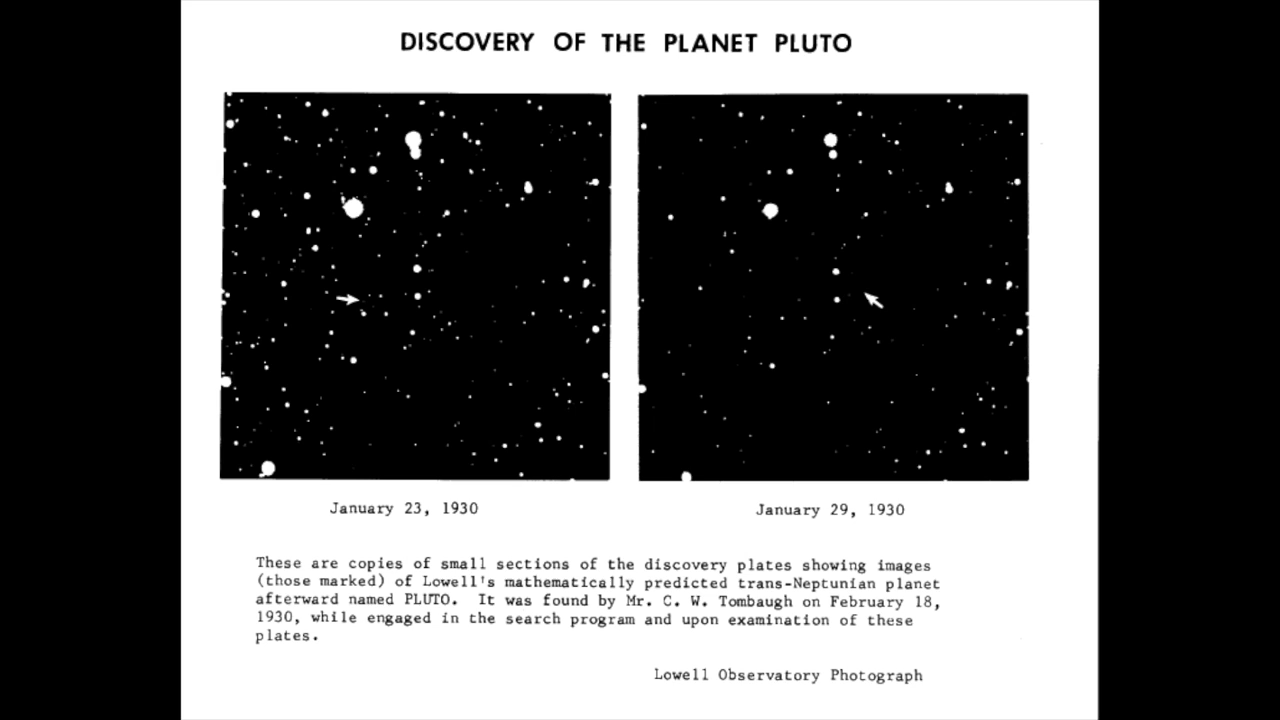 DISCOVERY OF THE PLANET PLUTO
January 23, 1930
January 29, 1930
These are copies of small sections of the discovery plates showing images
(those marked) of Lowell's mathematically predicted trans-Neptunian planet
afterward named PLUTO. It was found by Mr. C. W. Tombaugh on February 18,
1930, while engaged in the search program and upon examination of these
plates.
Lowell Observatory Photograph